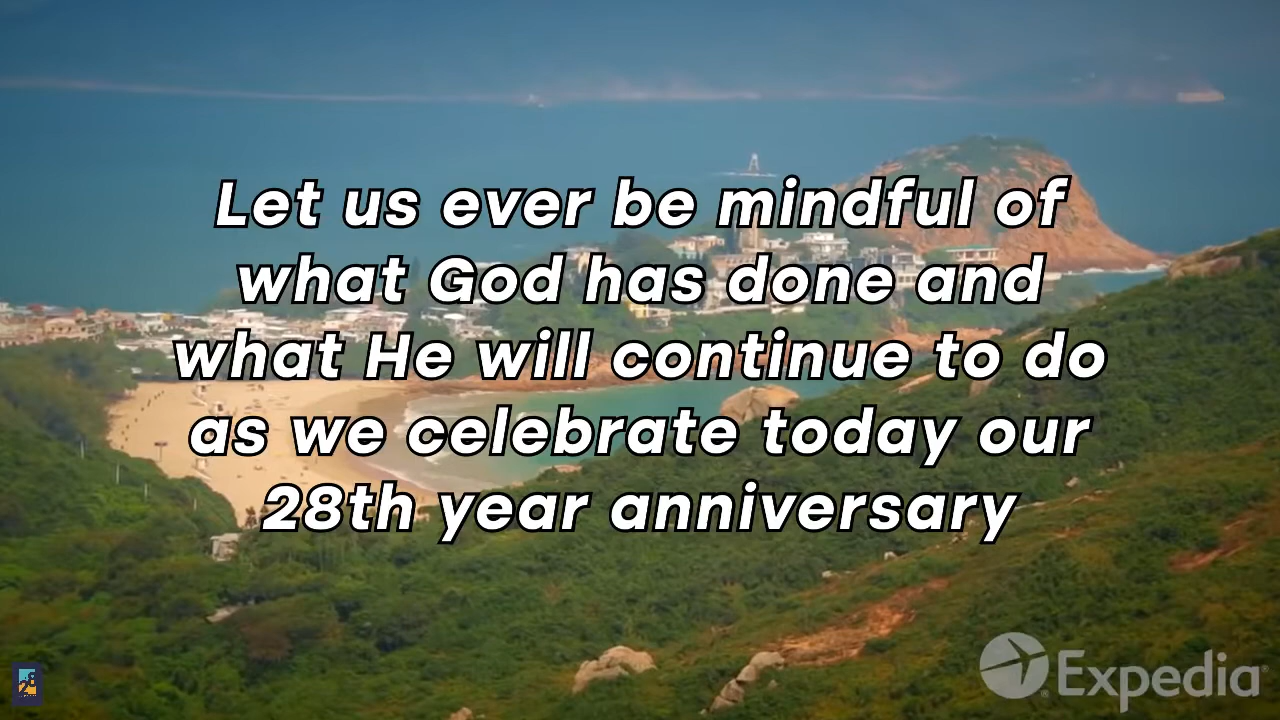 Let us ever be mindful of
what God has done and
what He will continue to do
as we celebrate today our
28th year anniversary
Expedia